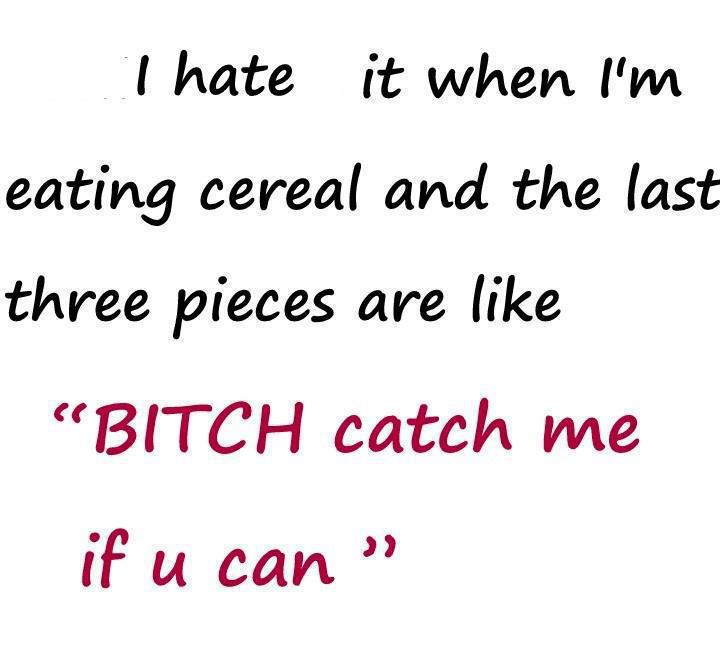 I hate it when I'm
eating cereal and the last
three pieces are like
“BITCH catch me
if u can ”